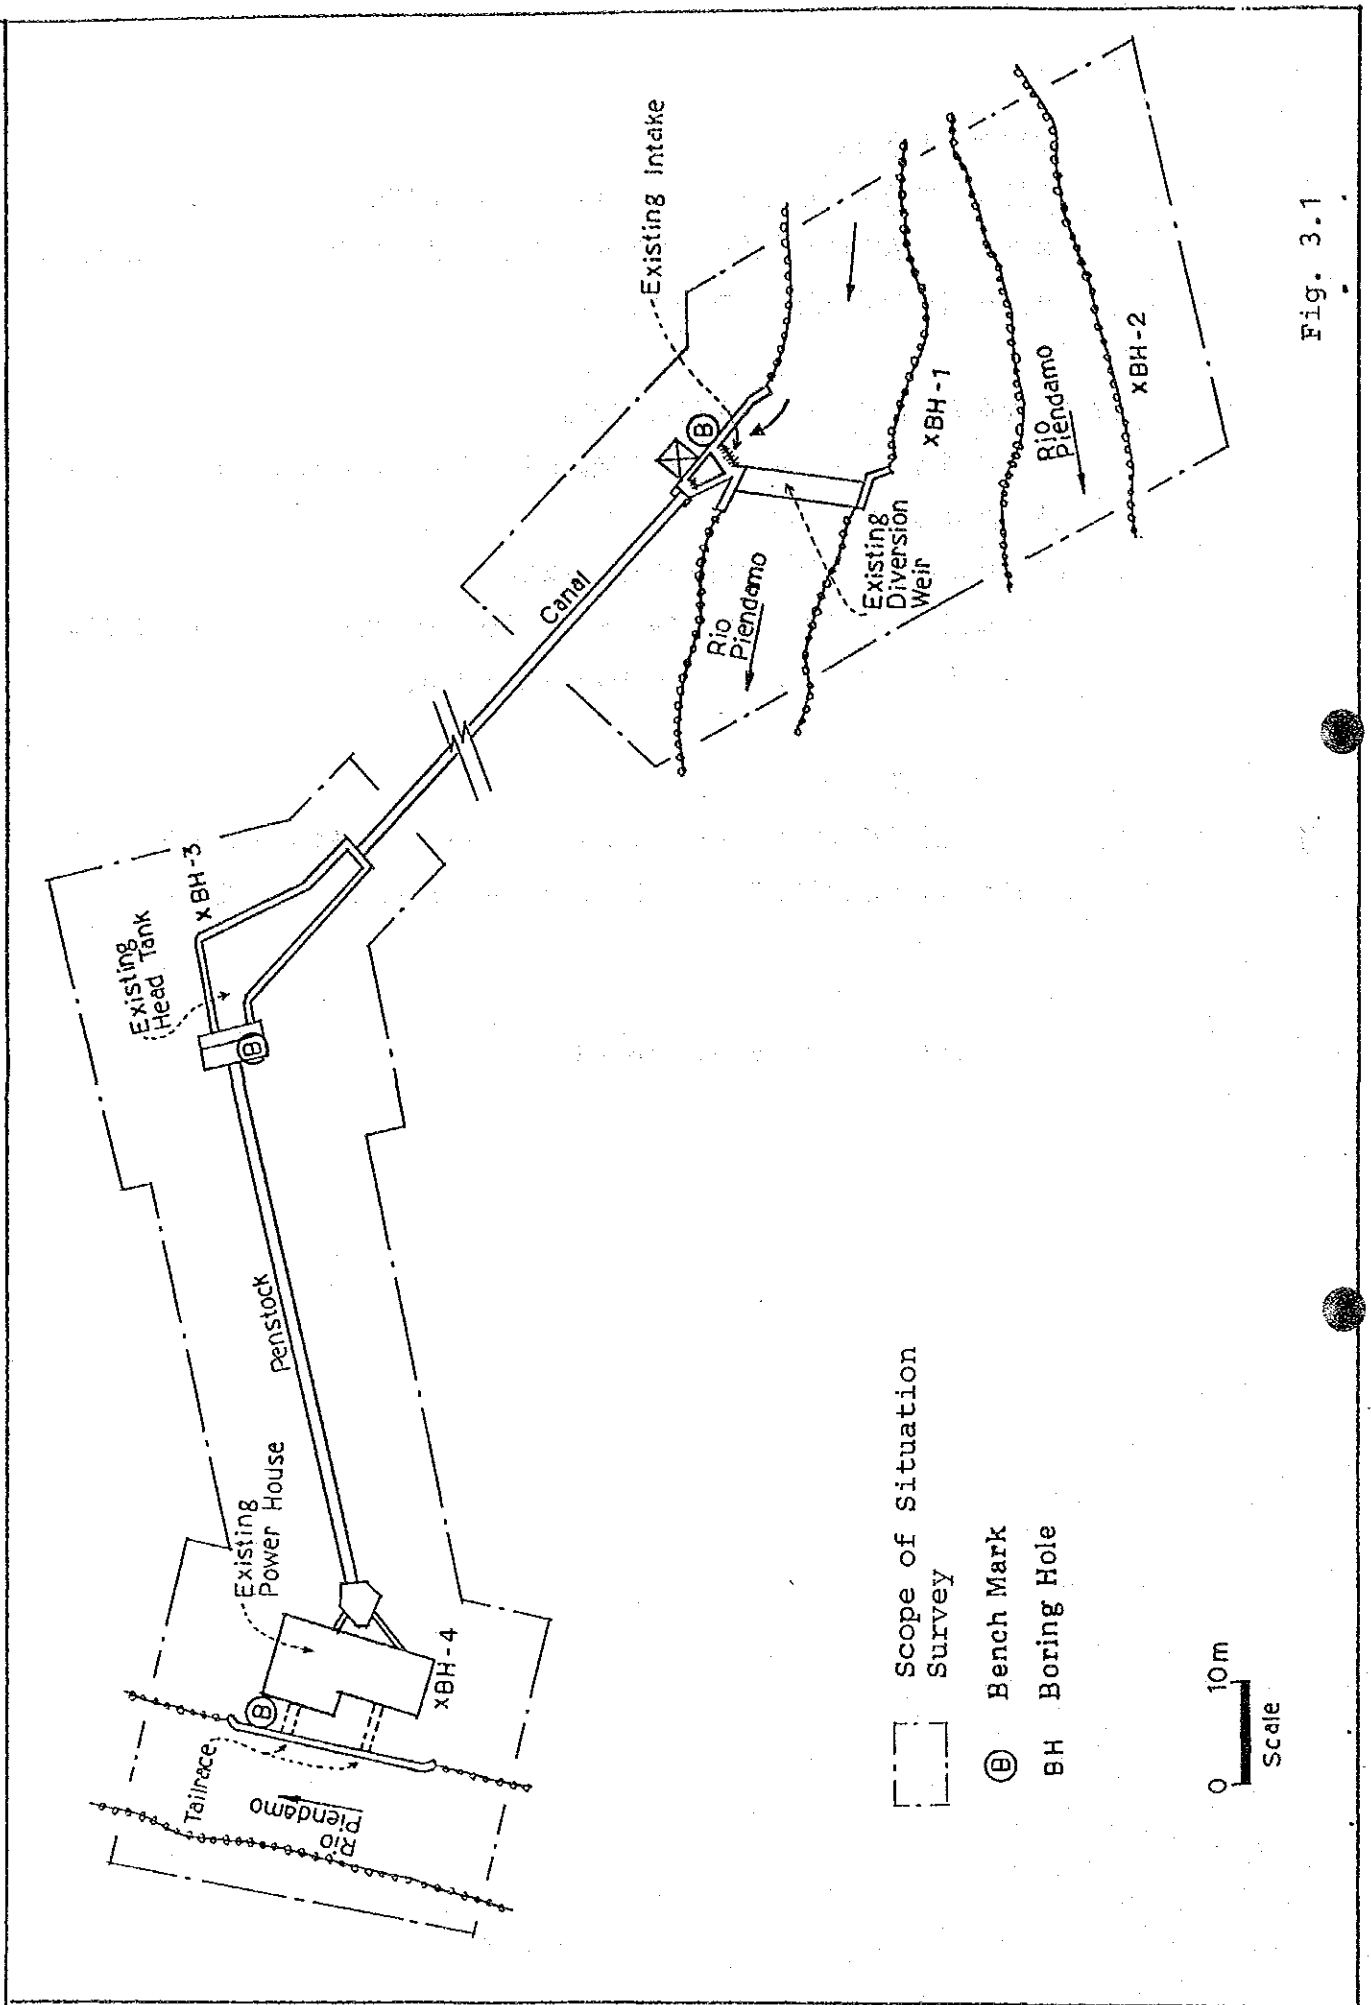 Existing
Head Tank
xBH-3
Existing Intake
B
B
Canal
Penstock
Existing
Power House
Tailrace
B
Rio
Piendamo
xBH-4
Rio
Piendamo
Existing
Diversion
Weir
xBH-1
Rio
Piendamo
xBH-2
Scope of Situation
Survey
B Bench Mark
BH Boring Hole
0 10m
Scale
Fig. 3.1